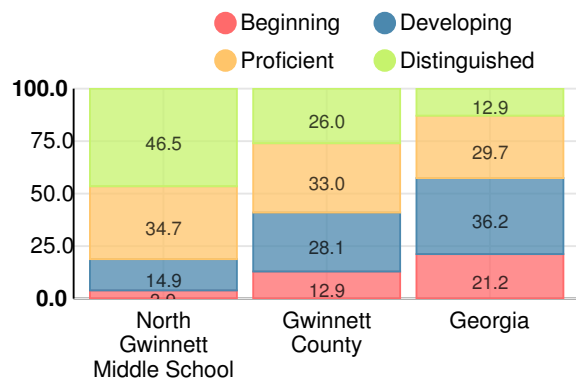 Beginning
Developing
Proficient
Distinguished
100.0
75.0
50.0
25.0
0.0
46.5
34.7
14.9
26.0
33.0
28.1
12.9
12.9
29.7
36.2
21.2
North
Gwinnett
Middle School
Gwinnett
County
Georgia